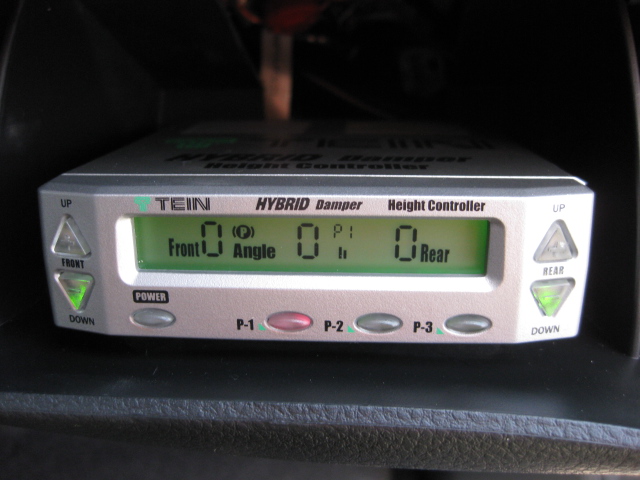 HYBRID Damper
Height Controller
UP
TEIN HYBRID Damper Height Controller
UP
Front 0 (P) Angle 0 P1 0 Rear
FRONT
REAR
POWER
DOWN
P-1 P-2 P-3
DOWN